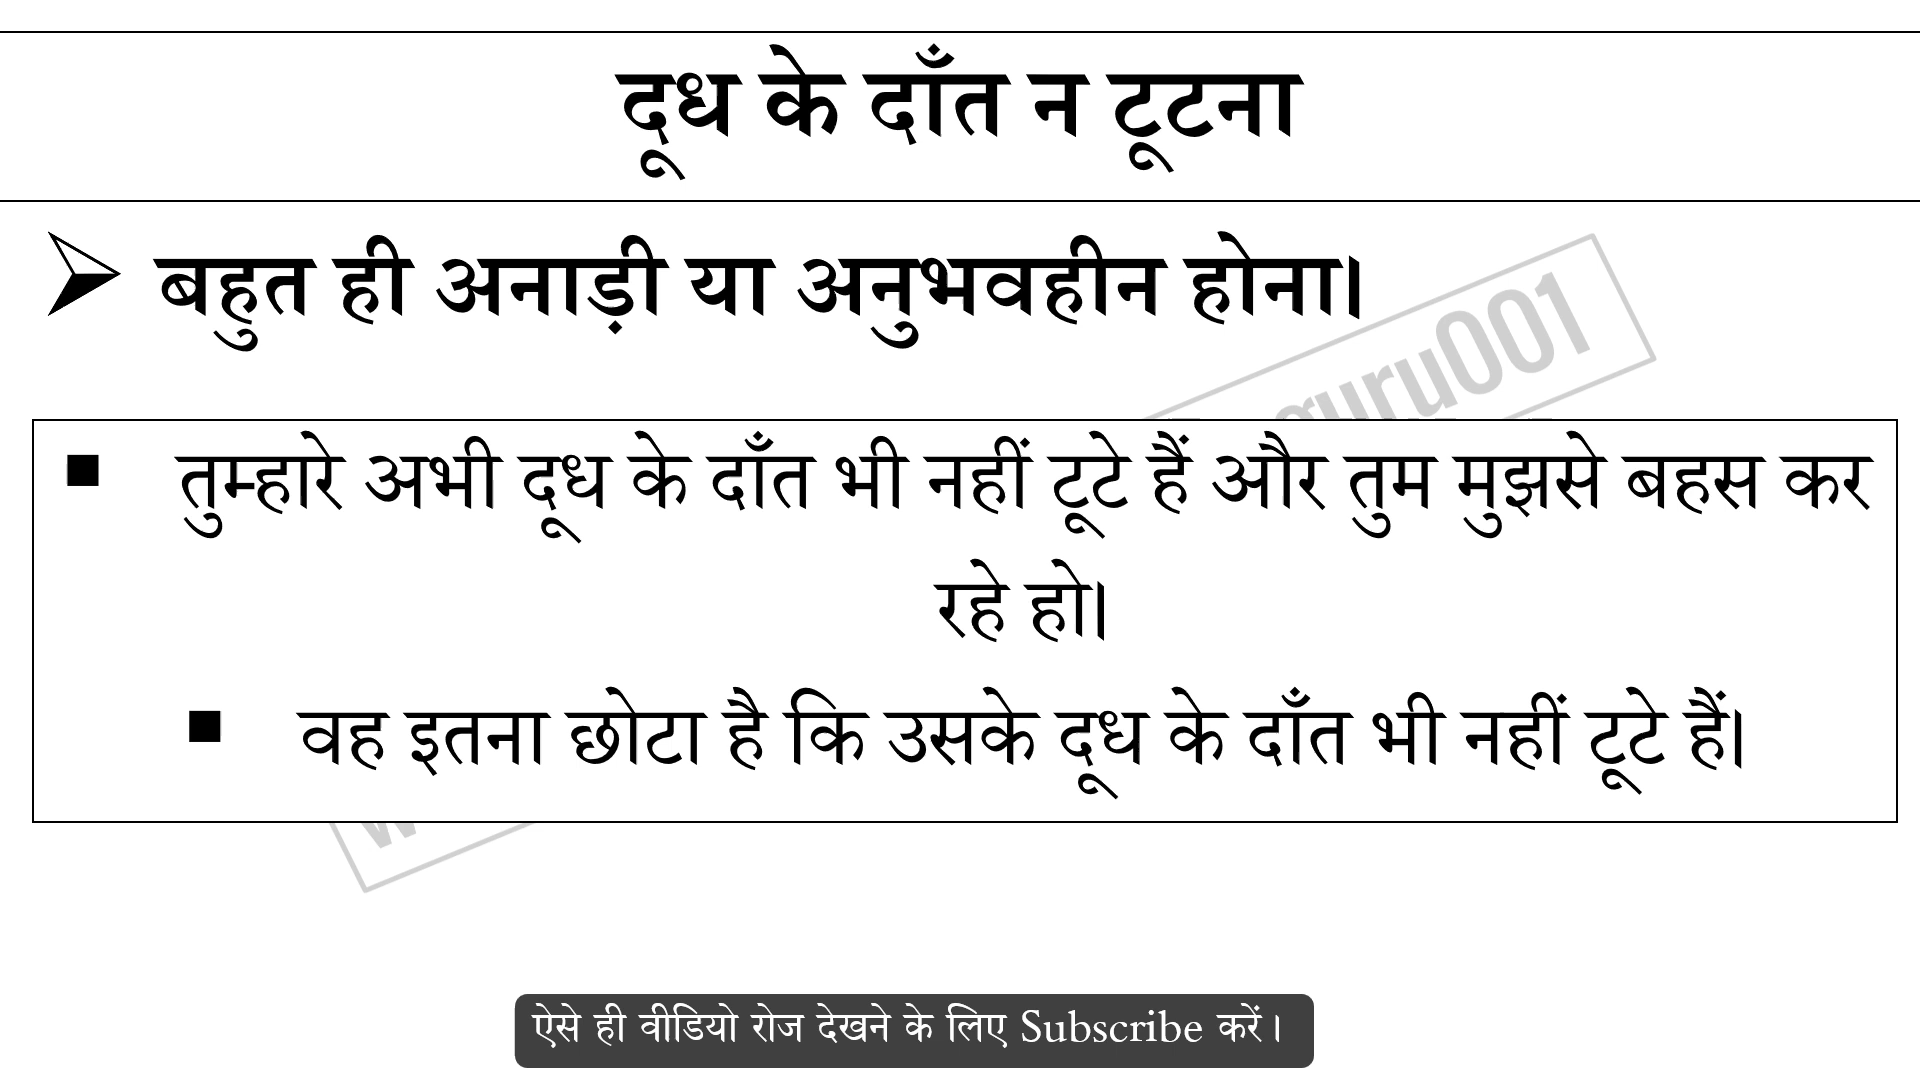 दूध के दाँत न टूटना
बहुत ही अनाड़ी या अनुभवहीन होना।
guru001
तुम्हारे अभी दूध के दाँत भी नहीं टूटे हैं और तुम मुझसे बहस कर
रहे हो।
वह इतना छोटा है कि उसके दूध के दाँत भी नहीं टूटे हैं।
ऐसे ही वीडियो रोज देखने के लिए Subscribe करें।